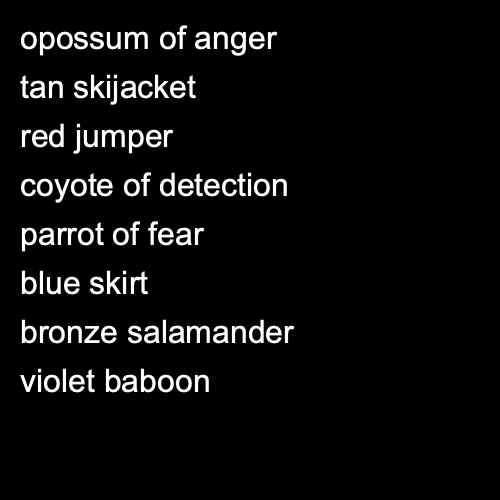 opossum of anger
tan skijacket
red jumper
coyote of detection
parrot of fear
blue skirt
bronze salamander
violet baboon